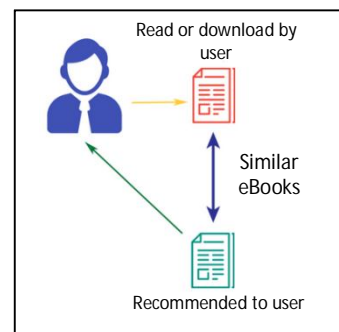 Read or download by
user
Similar
eBooks
Recommended to user